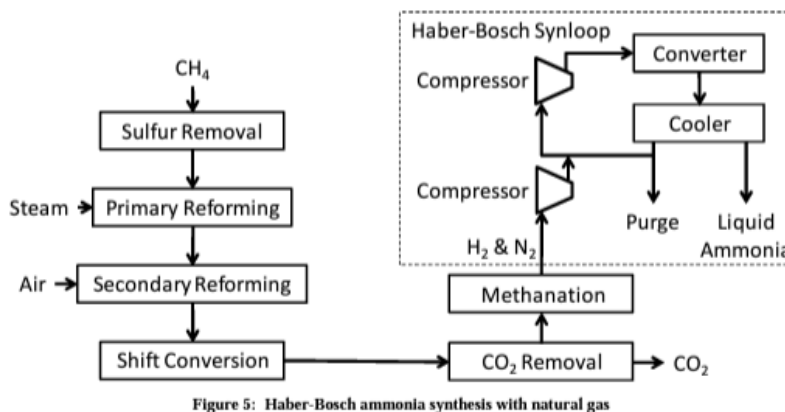 Haber-Bosch Synloop
Converter
Compressor
CH₄
Cooler
Sulfur Removal
Compressor
Steam
Primary Reforming
Purge
Liquid
Ammonia
H₂ & N₂
Air
Secondary Reforming
Methanation
Shift Conversion
CO₂ Removal
CO₂
Figure 5: Haber-Bosch ammonia synthesis with natural gas